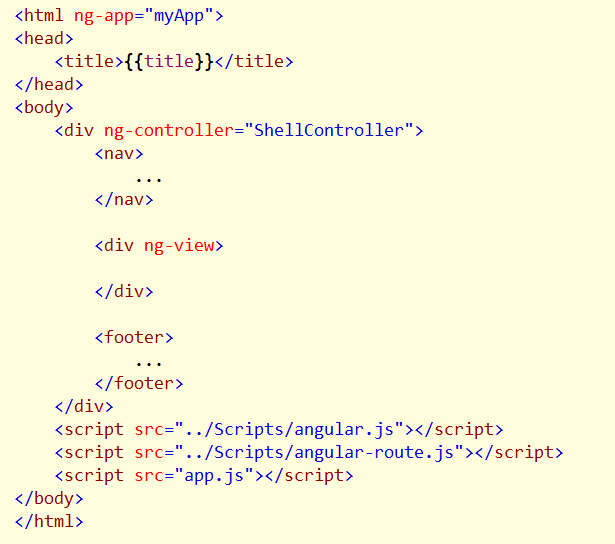 <html ng-app="myApp">
<head>
    <title>{{title}}</title>
</head>
<body>
    <div ng-controller="ShellController">
        <nav>
            ...
        </nav>

        <div ng-view>

        </div>

        <footer>
            ...
        </footer>
    </div>
    <script src="../Scripts/angular.js"></script>
    <script src="../Scripts/angular-route.js"></script>
    <script src="app.js"></script>
</body>
</html>